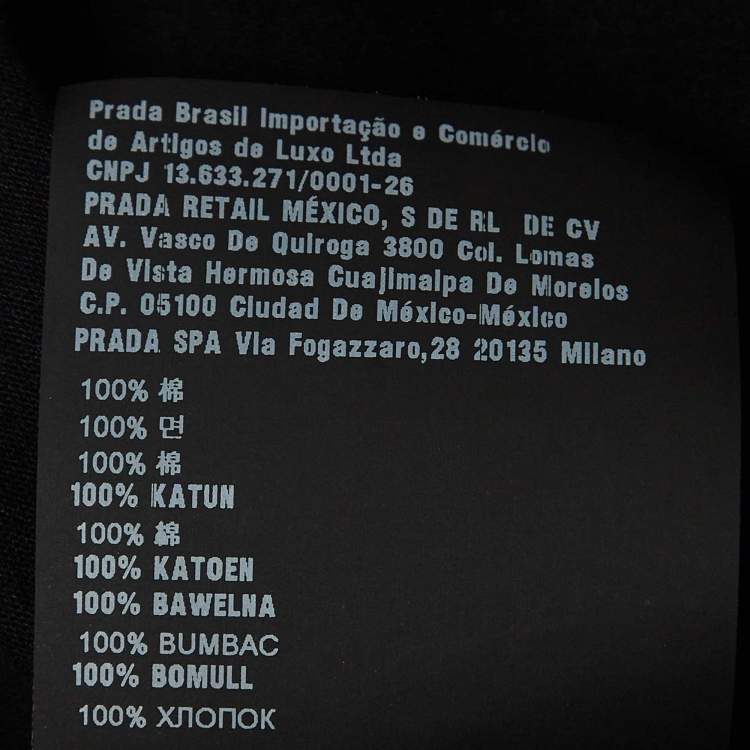 Prada Brasil Importação e Comércio
de Artigos de Luxo Ltda
CNPJ 13.633.271/0001-26
PRADA RETAIL MÉXICO, S DE RL DE CV
AV. Vasco De Quiroga 3800 Col. Lomas
De Vista Hermosa Cuajimalpa De Morelos
C.P. 05100 Ciudad De México-México
PRADA SPA Via Fogazzaro,28 20135 Milano
100% 棉
100% 면
100% 棉
100% KATUN
100% 綿
100% KATOEN
100% BAWELNA
100% BUMBAC
100% BOMULL
100% ХЛОПОК